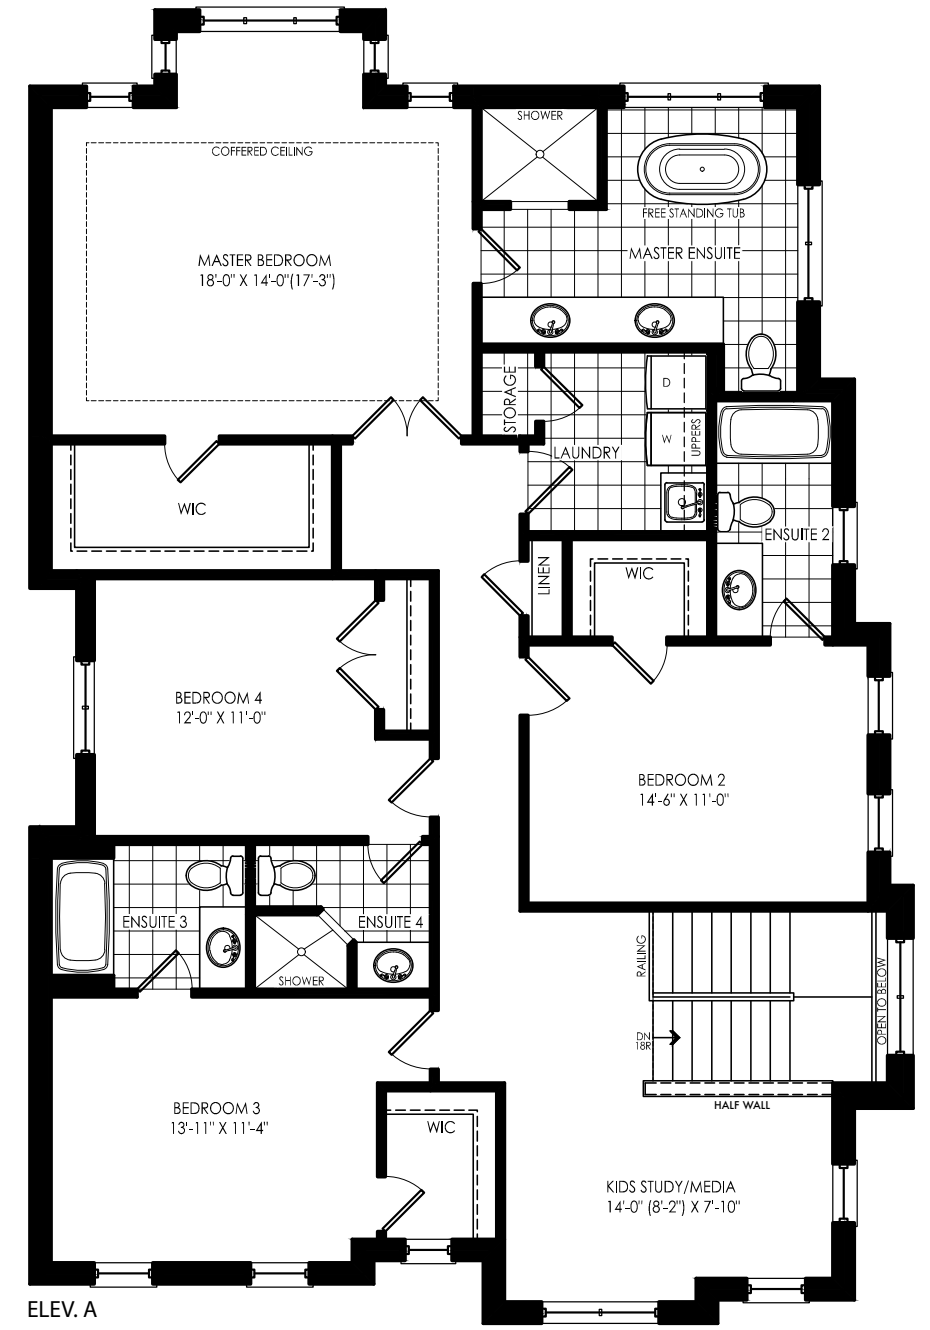 SHOWER
COFFERED CEILING
FREE STANDING TUB
MASTER ENSUITE
MASTER BEDROOM
18'-0" X 14'-0"(17'-3")
STORAGE
D
W
UPPERS
LAUNDRY
WIC
ENSUITE 2
LINEN
WIC
BEDROOM 4
12'-0" X 11'-0"
BEDROOM 2
14'-6" X 11'-0"
ENSUITE 3
ENSUITE 4
SHOWER
RAILING
OPEN TO BELOW
DN
18R
HALF WALL
BEDROOM 3
13'-11" X 11'-4"
WIC
KIDS STUDY/MEDIA
14'-0" (8'-2") X 7'-10"
ELEV. A